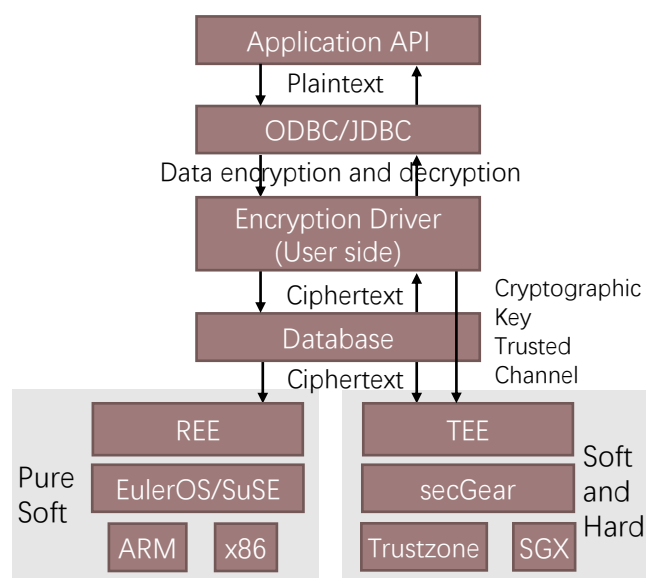 Application API
Plaintext
ODBC/JDBC
Data encryption and decryption
Encryption Driver
(User side)
Ciphertext
Cryptographic
Key
Trusted
Channel
Database
Ciphertext
Pure
Soft
REE
EulerOS/SuSE
ARM
x86
TEE
secGear
Trustzone
SGX
Soft
and
Hard